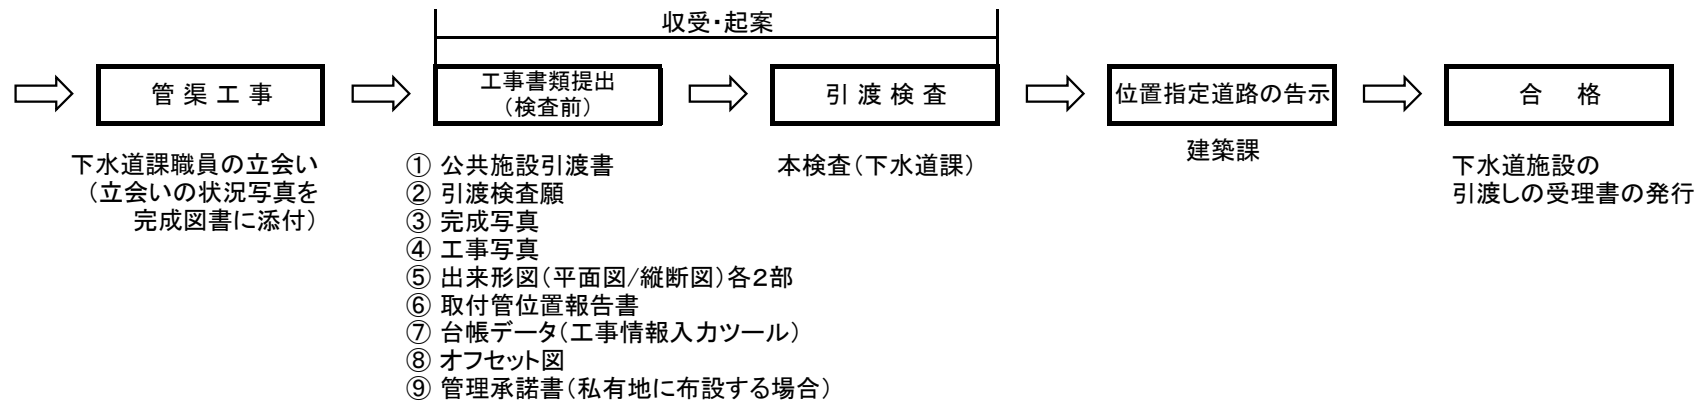 収受・起案
管渠工事
工事書類提出
(検査前)
引渡検査
位置指定道路の告示
合 格
下水道課職員の立会い
(立会いの状況写真を
完成図書に添付)
① 公共施設引渡書
② 引渡検査願
③ 完成写真
④ 工事写真
⑤ 出来形図(平面図/縦断図)各2部
⑥ 取付管位置報告書
⑦ 台帳データ(工事情報入力ツール)
⑧ オフセット図
⑨ 管理承諾書(私有地に布設する場合)
本検査(下水道課)
建築課
下水道施設の
引渡しの受理書の発行